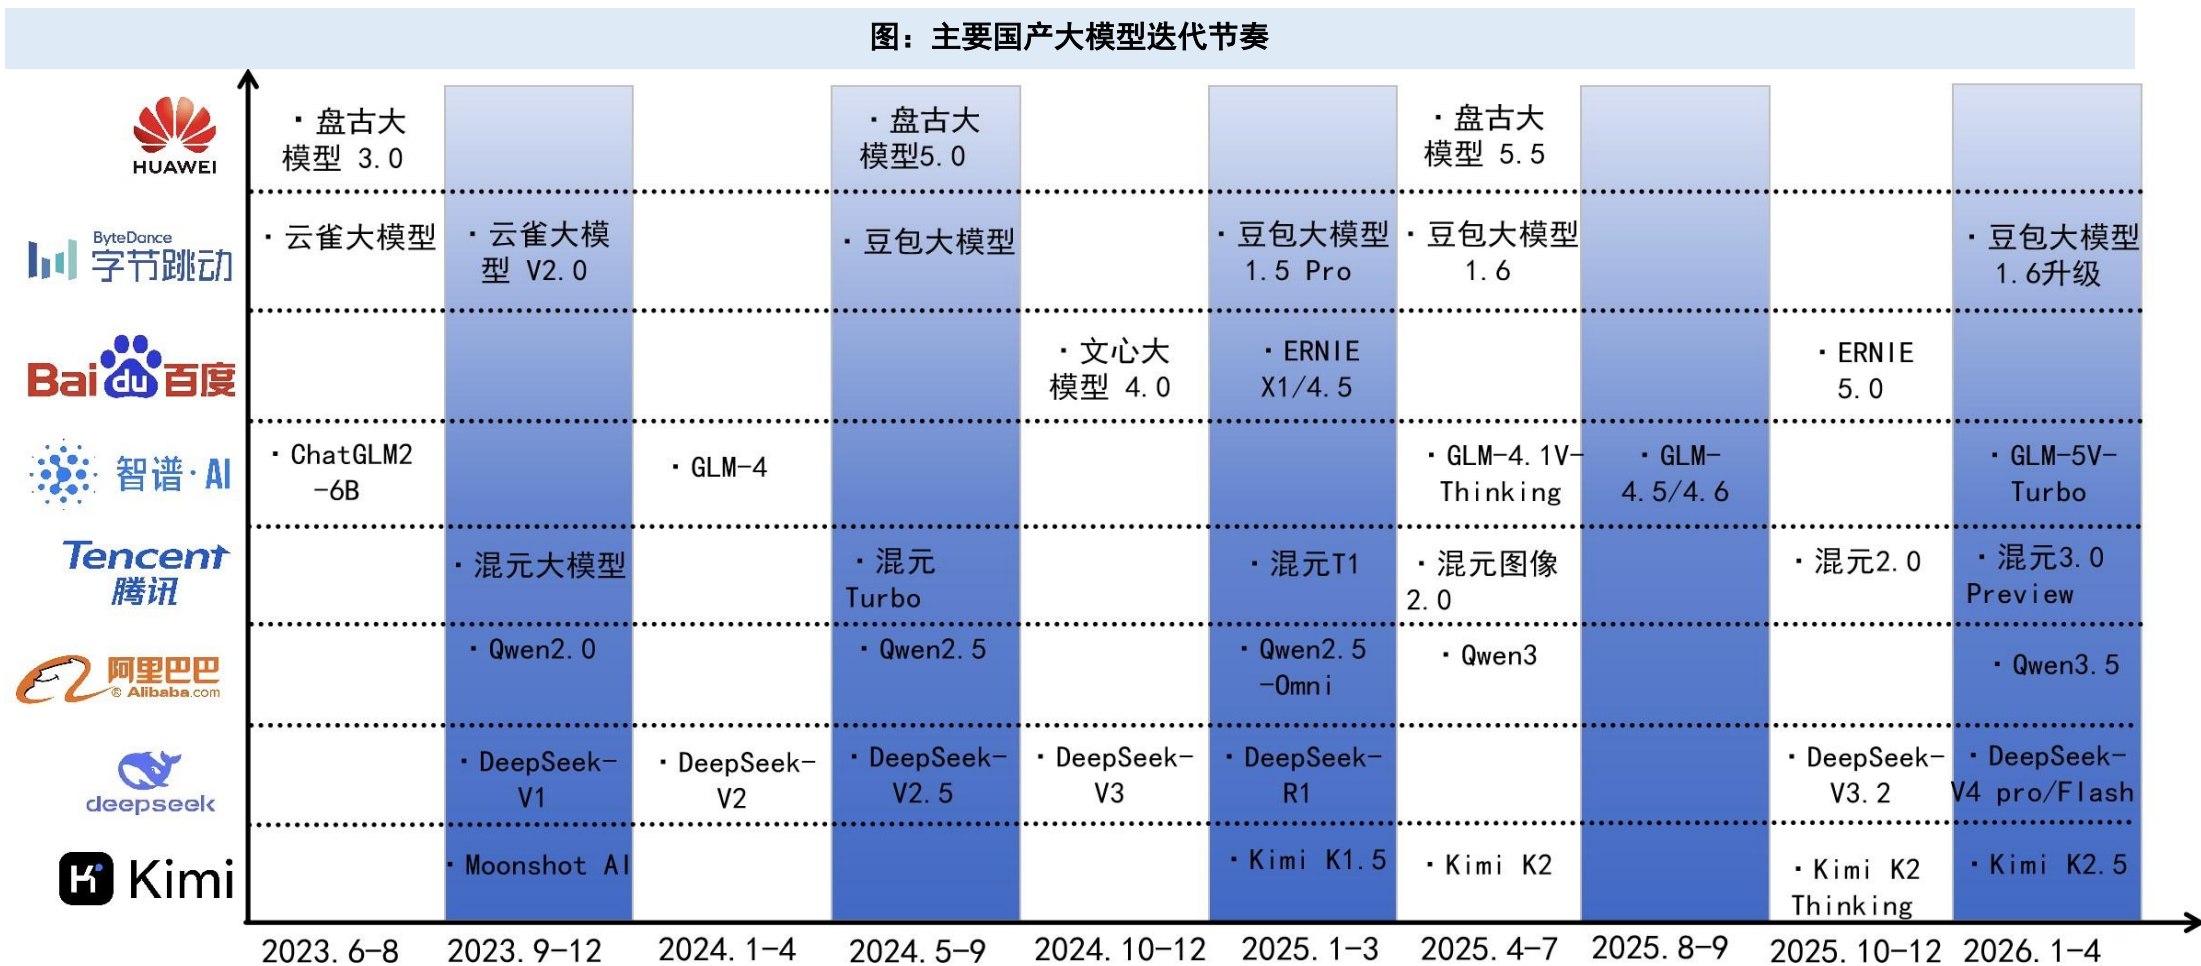 图：主要国产大模型迭代节奏
HUAWEI
· 盘古大
模型 3.0
· 盘古大
模型5.0
· 盘古大
模型 5.5
ByteDance
字节跳动
· 云雀大模型
· 云雀大模
型 V2.0
· 豆包大模型
· 豆包大模型
1.5 Pro
· 豆包大模型
1.6
· 豆包大模型
1.6升级
Bai du 百度
· 文心大
模型 4.0
· ERNIE
X1/4.5
· ERNIE
5.0
智谱·AI
· ChatGLM2
-6B
· GLM-4
· GLM-4.1V-
Thinking
· GLM-
4.5/4.6
· GLM-5V-
Turbo
Tencent
腾讯
· 混元大模型
· 混元
Turbo
· 混元T1
· 混元图像
2.0
· 混元2.0
· 混元3.0
Preview
阿里巴巴
© Alibaba.com
· Qwen2.0
· Qwen2.5
· Qwen2.5
-Omni
· Qwen3
· Qwen3.5
deepseek
· DeepSeek-
V1
· DeepSeek-
V2
· DeepSeek-
V2.5
· DeepSeek-
V3
· DeepSeek-
R1
· DeepSeek-
V3.2
· DeepSeek-
V4 pro/Flash
K Kimi
· Moonshot AI
· Kimi K1.5
· Kimi K2
· Kimi K2
Thinking
· Kimi K2.5
2023.6-8
2023.9-12
2024.1-4
2024.5-9
2024.10-12
2025.1-3
2025.4-7
2025.8-9
2025.10-12
2026.1-4